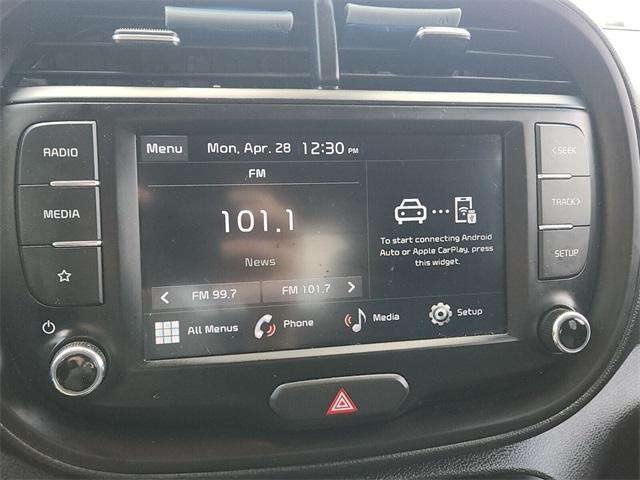 RADIO
MEDIA
Menu Mon, Apr. 28 12:30 PM
FM
101.1
News
< FM 99.7 FM 101.7 >
To start connecting Android
Auto or Apple CarPlay, press
this widget.
All Menus Phone Media Setup
<SEEK
TRACK>
SETUP